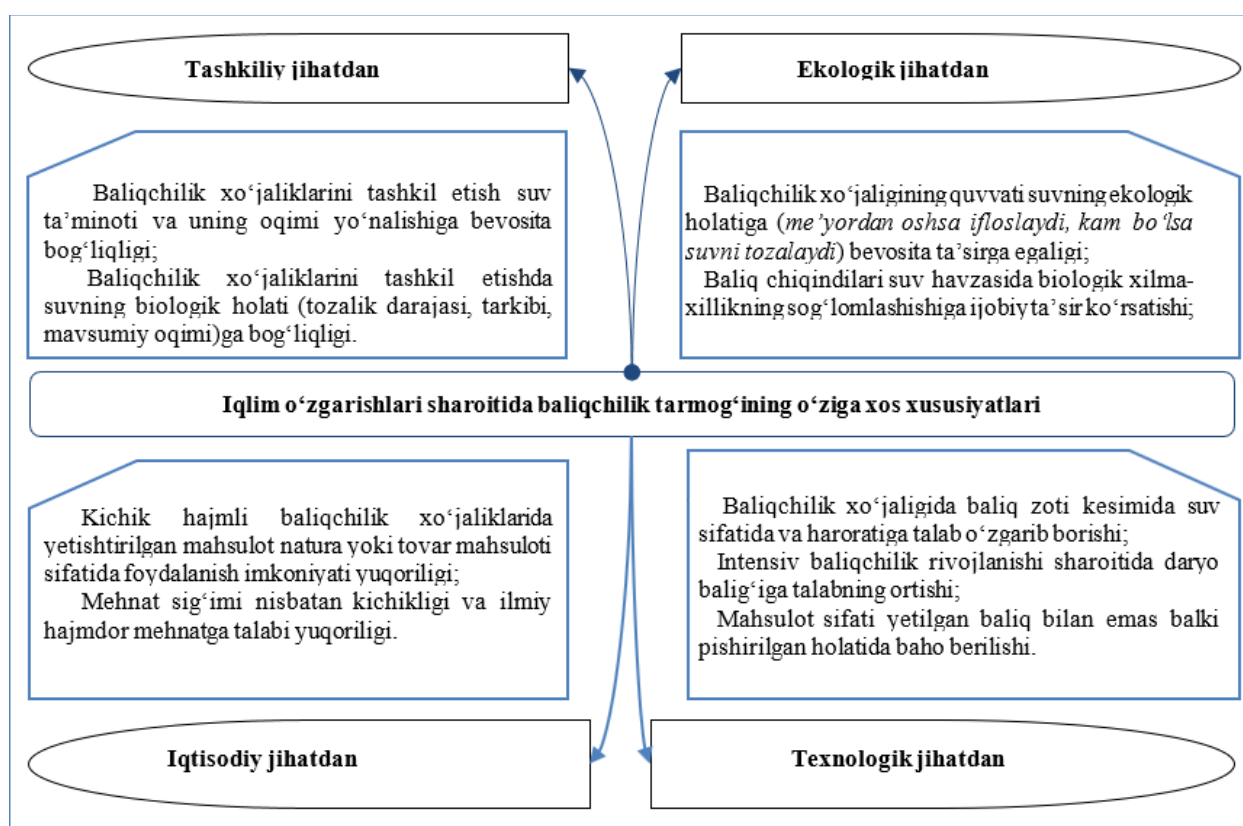 Tashkiliy jihatdan
Ekologik jihatdan
Baliqchilik xo‘jaliklarini tashkil etish suv
ta’minoti va uning oqimi yo‘nalishiga bevosita
bog‘liqligi;
Baliqchilik xo‘jaliklarini tashkil etishda
suvning biologik holati (tozalik darajasi, tarkibi,
mavsumiy oqimi)ga bog‘liqligi.
Baliqchilik xo‘jaligining quvvati suvning ekologik
holatiga (me’yordan oshsa ifloslaydi, kam bo‘lsa
suvni tozalaydi) bevosita ta’sirga egaligi;
Baliq chiqindilari suv havzasida biologik xilma-
xillikning sog‘lomlashishiga ijobiy ta’sir ko‘rsatishi;
Iqlim o‘zgarishlari sharoitida baliqchilik tarmog‘ining o‘ziga xos xususiyatlari
Kichik hajmli baliqchilik xo‘jaliklarida
yetishtirilgan mahsulot natura yoki tovar mahsuloti
sifatida foydalanish imkoniyati yuqoriligi;
Mehnat sig‘imi nisbatan kichikligi va ilmiy
hajmdor mehnatga talabi yuqoriligi.
Baliqchilik xo‘jaligida baliq zoti kesimida suv
sifatida va haroratiga talab o‘zgarib borishi;
Intensiv baliqchilik rivojlanishi sharoitida daryo
balig‘iga talabning ortishi;
Mahsulot sifati yetilgan baliq bilan emas balki
pishirilgan holatida baho berilishi.
Iqtisodiy jihatdan
Texnologik jihatdan